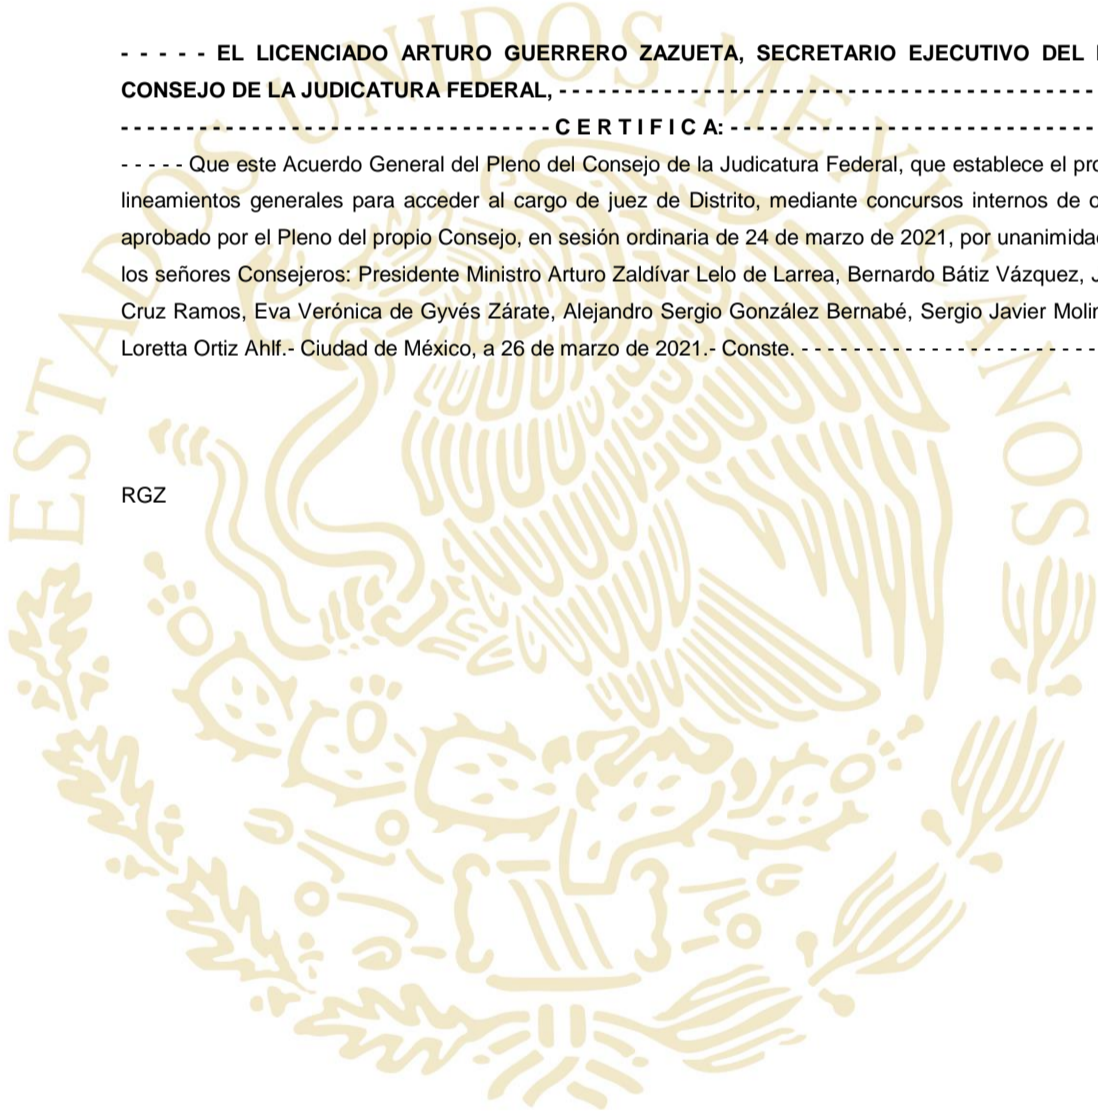 - - - - - EL LICENCIADO ARTURO GUERRERO ZAZUETA, SECRETARIO EJECUTIVO DEL
CONSEJO DE LA JUDICATURA FEDERAL, - - - - - - - - - - - - - - - - - - - - - - - - - - - - - - - - - - - - - - - - -
- - - - - - - - - - - - - - - - - - - - - - - - - - - - - - - - - C E R T I F I C A: - - - - - - - - - - - - - - - - - - - - - - - - - - - -
- - - - - Que este Acuerdo General del Pleno del Consejo de la Judicatura Federal, que establece el
lineamientos generales para acceder al cargo de juez de Distrito, mediante concursos internos de
aprobado por el Pleno del propio Consejo, en sesión ordinaria de 24 de marzo de 2021, por
los señores Consejeros: Presidente Ministro Arturo Zaldívar Lelo de Larrea, Bernardo Bátiz Vázquez,
Cruz Ramos, Eva Verónica de Gyvés Zárate, Alejandro Sergio González Bernabé, Sergio Javier
Loretta Ortiz Ahlf.- Ciudad de México, a 26 de marzo de 2021.- Conste. - - - - - - - - - - - - - - - - - - - - - - -
RGZ
ESTADOS UNIDOS MEXICANOS